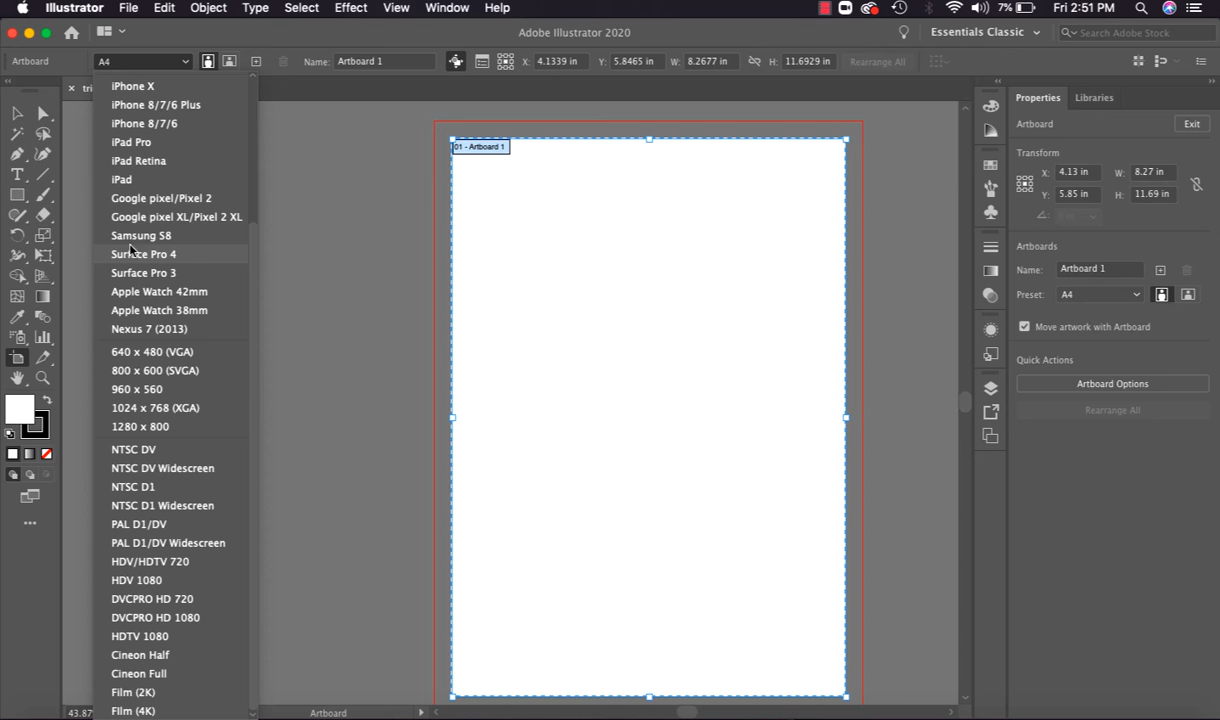 Illustrator File Edit Object Type Select Effect View Window Help 7% Fri 2:51 PM
Adobe Illustrator 2020 Essentials Classic Search Adobe Stock
Artboard A4 Name: Artboard 1 X: 4.1339 in Y: 5.8465 in W: 8.2677 in H: 11.6929 in Rearrange All
× tri
iPhone X
iPhone 8/7/6 Plus
iPhone 8/7/6
iPad Pro
iPad Retina
iPad
Google pixel/Pixel 2
Google pixel XL/Pixel 2 XL
Samsung S8
Surface Pro 4
Surface Pro 3
Apple Watch 42mm
Apple Watch 38mm
Nexus 7 (2013)
640 x 480 (VGA)
800 x 600 (SVGA)
960 x 560
1024 x 768 (XGA)
1280 x 800
NTSC DV
NTSC DV Widescreen
NTSC D1
NTSC D1 Widescreen
PAL D1/DV
PAL D1/DV Widescreen
HDV/HDTV 720
HDV 1080
DVCPRO HD 720
DVCPRO HD 1080
HDTV 1080
Cineon Half
Cineon Full
Film (2K)
Film (4K)
01 - Artboard 1
Properties Libraries
Artboard Exit
Transform
X: 4.13 in W: 8.27 in
Y: 5.85 in H: 11.69 in
Artboards
Name: Artboard 1
Preset: A4
Move artwork with Artboard
Quick Actions
Artboard Options
Rearrange All
43.87 Artboard